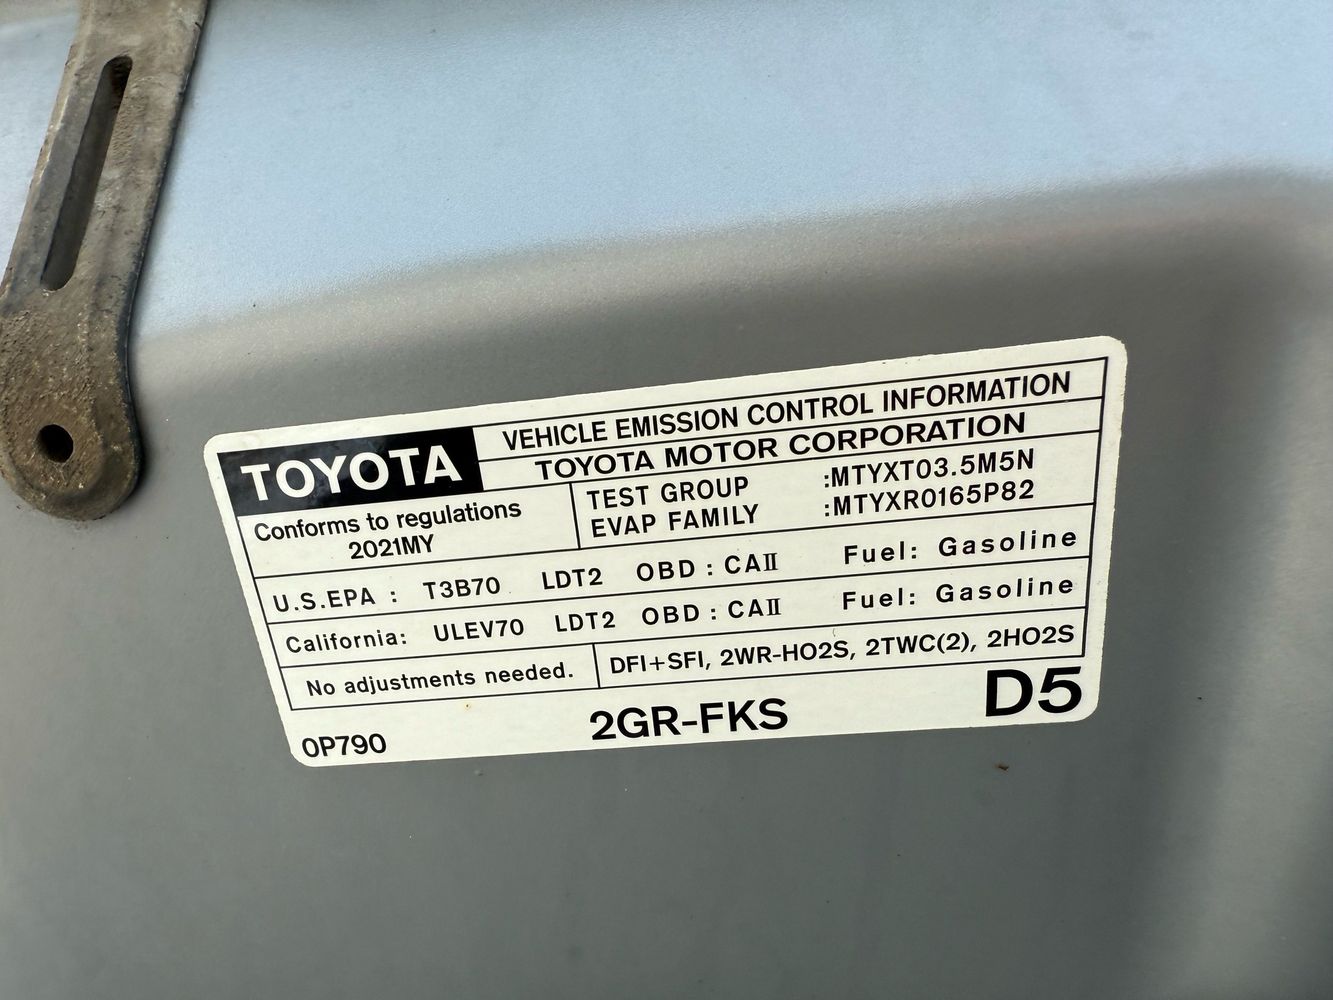 TOYOTA
VEHICLE EMISSION CONTROL INFORMATION
TOYOTA MOTOR CORPORATION
Conforms to regulations
2021MY
TEST GROUP :MTYXT03.5M5N
EVAP FAMILY :MTYXR0165P82
U.S.EPA : T3B70 LDT2 OBD : CAII Fuel: Gasoline
California: ULEV70 LDT2 OBD : CAII Fuel: Gasoline
No adjustments needed. DFI+SFI, 2WR-HO2S, 2TWC(2), 2HO2S
0P790 2GR-FKS D5